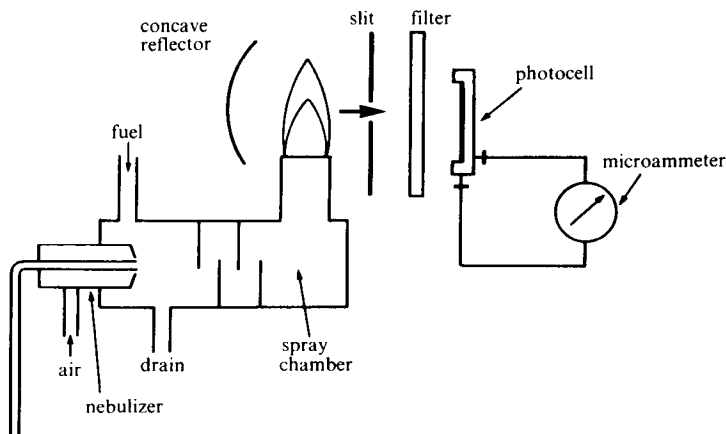 concave
reflector
slit
filter
photocell
fuel
microammeter
air
drain
spray
chamber
nebulizer